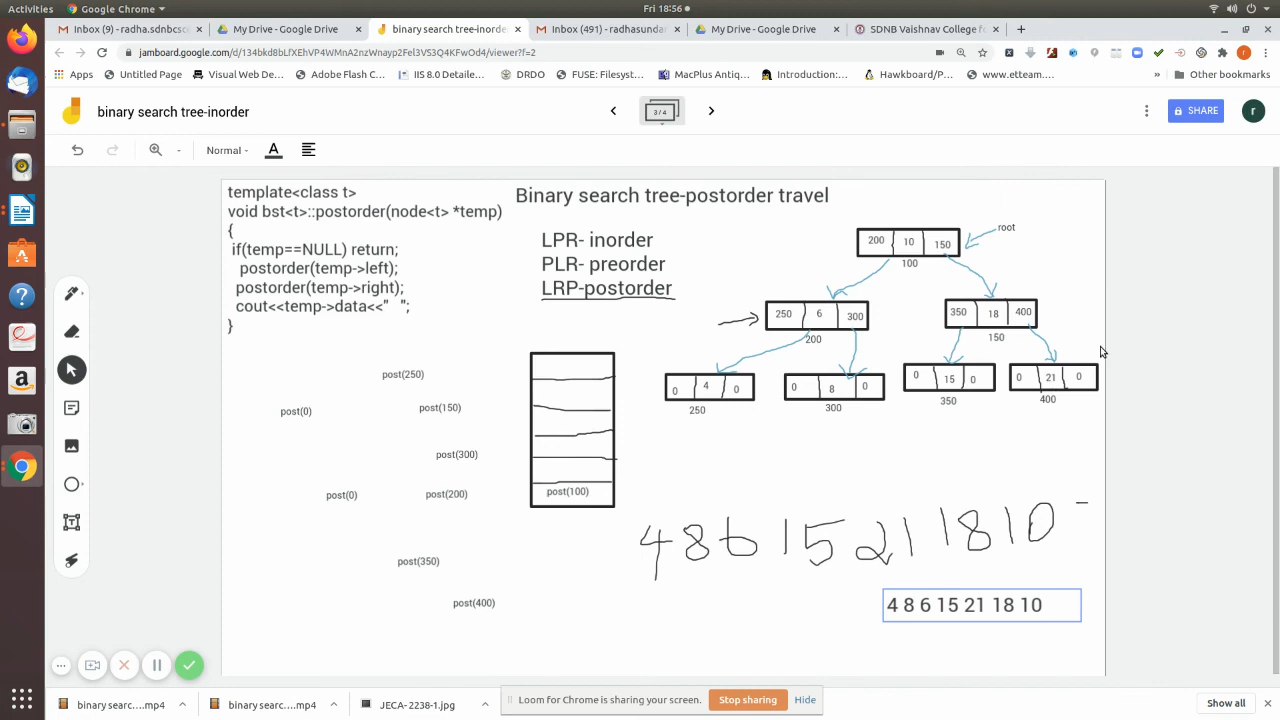 Activities
Google Chrome
18:56
Inbox (9) - radha.sdnbcsc
My Drive - Google Drive
binary search tree-inorde
Inbox (491) - radhasundar
My Drive - Google Drive
SDNB Vaishnav College f
jamboard.google.com/d/134bkd8bLfXEhVP4WMnA2nzWnayp2Fel3VS3Q4KFwOd4/viewer?f=2
Apps
Untitled Page
Visual Web De...
Adobe Flash C...
IIS 8.0 Detaile...
DRDO
FUSE: Filesyst...
MacPlus Antiq...
Introduction:...
Hawkboard/P...
www.etteam....
»
Other bookmarks
binary search tree-inorder
3/4
SHARE
r
Normal
template<class t>
void bst<t>::postorder(node<t> *temp)
{
if(temp==NULL) return;
postorder(temp->left);
postorder(temp->right);
cout<<temp->data<<" ";
}
Binary search tree-postorder travel
LPR- inorder
PLR- preorder
LRP-postorder
root
200 10 150
100
250 6 300
200
350 18 400
150
0 4 0
250
0 8 0
300
0 15 0
350
0 21 0
400
post(250)
post(0)
post(150)
post(300)
post(0)
post(200)
post(100)
post(350)
post(400)
4 8 6 15 21 18 10
4 8 6 15 21 18 10
Loom for Chrome is sharing your screen.
Stop sharing
Hide
binary searc....mp4
binary searc....mp4
JECA- 2238-1.jpg
Show all